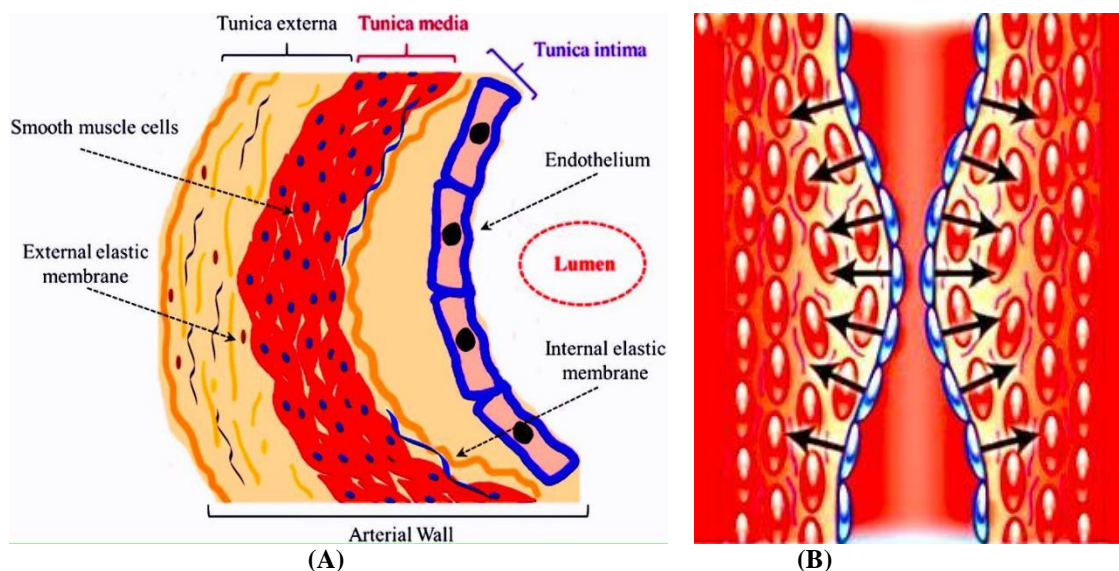 Tunica externa
Tunica media
Tunica intima
Smooth muscle cells
Endothelium
External elastic
membrane
Lumen
Internal elastic
membrane
Arterial Wall
(A)
(B)